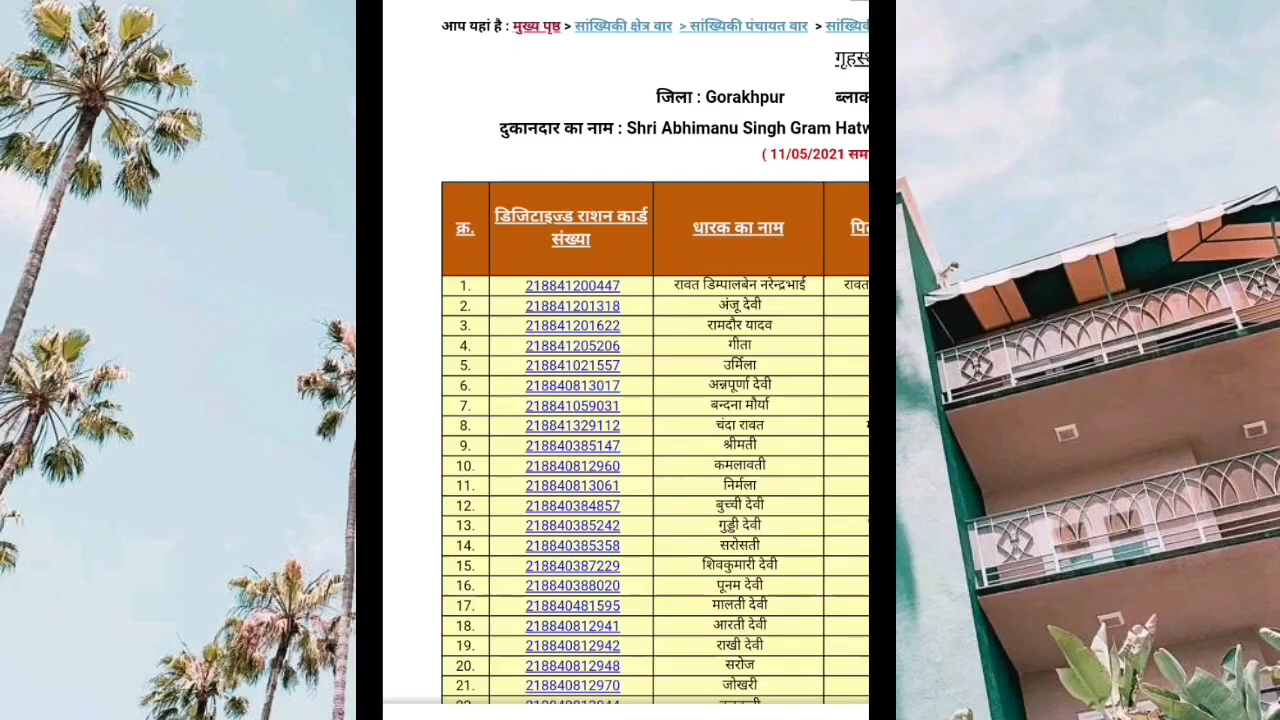 आप यहां है : मुख्य पृष्ठ > सांख्यिकी क्षेत्र वार > सांख्यिकी पंचायत वार >
जिला : Gorakhpur
दुकानदार का नाम : Shri Abhimanu Singh Gram
( 11/05/2021
क्र. डिजिटाइज्ड राशन कार्ड संख्या धारक का नाम
1. 218841200447 रावत डिम्पालबेन नरेन्द्रभाई रावत
2. 218841201318 अंजू देवी
3. 218841201622 रामदौर यादव
4. 218841205206 गीता
5. 218841021557 उर्मिला
6. 218840813017 अन्नपूर्णा देवी
7. 218841059031 बन्दना मौर्या
8. 218841329112 चंदा रावत
9. 218840385147 श्रीमती
10. 218840812960 कमलावती
11. 218840813061 निर्मला
12. 218840384857 बुच्ची देवी
13. 218840385242 गुड्डी देवी
14. 218840385358 सरोसती
15. 218840387229 शिवकुमारी देवी
16. 218840388020 पूनम देवी
17. 218840481595 मालती देवी
18. 218840812941 आरती देवी
19. 218840812942 राखी देवी
20. 218840812948 सरोज
21. 218840812970 जोखरी